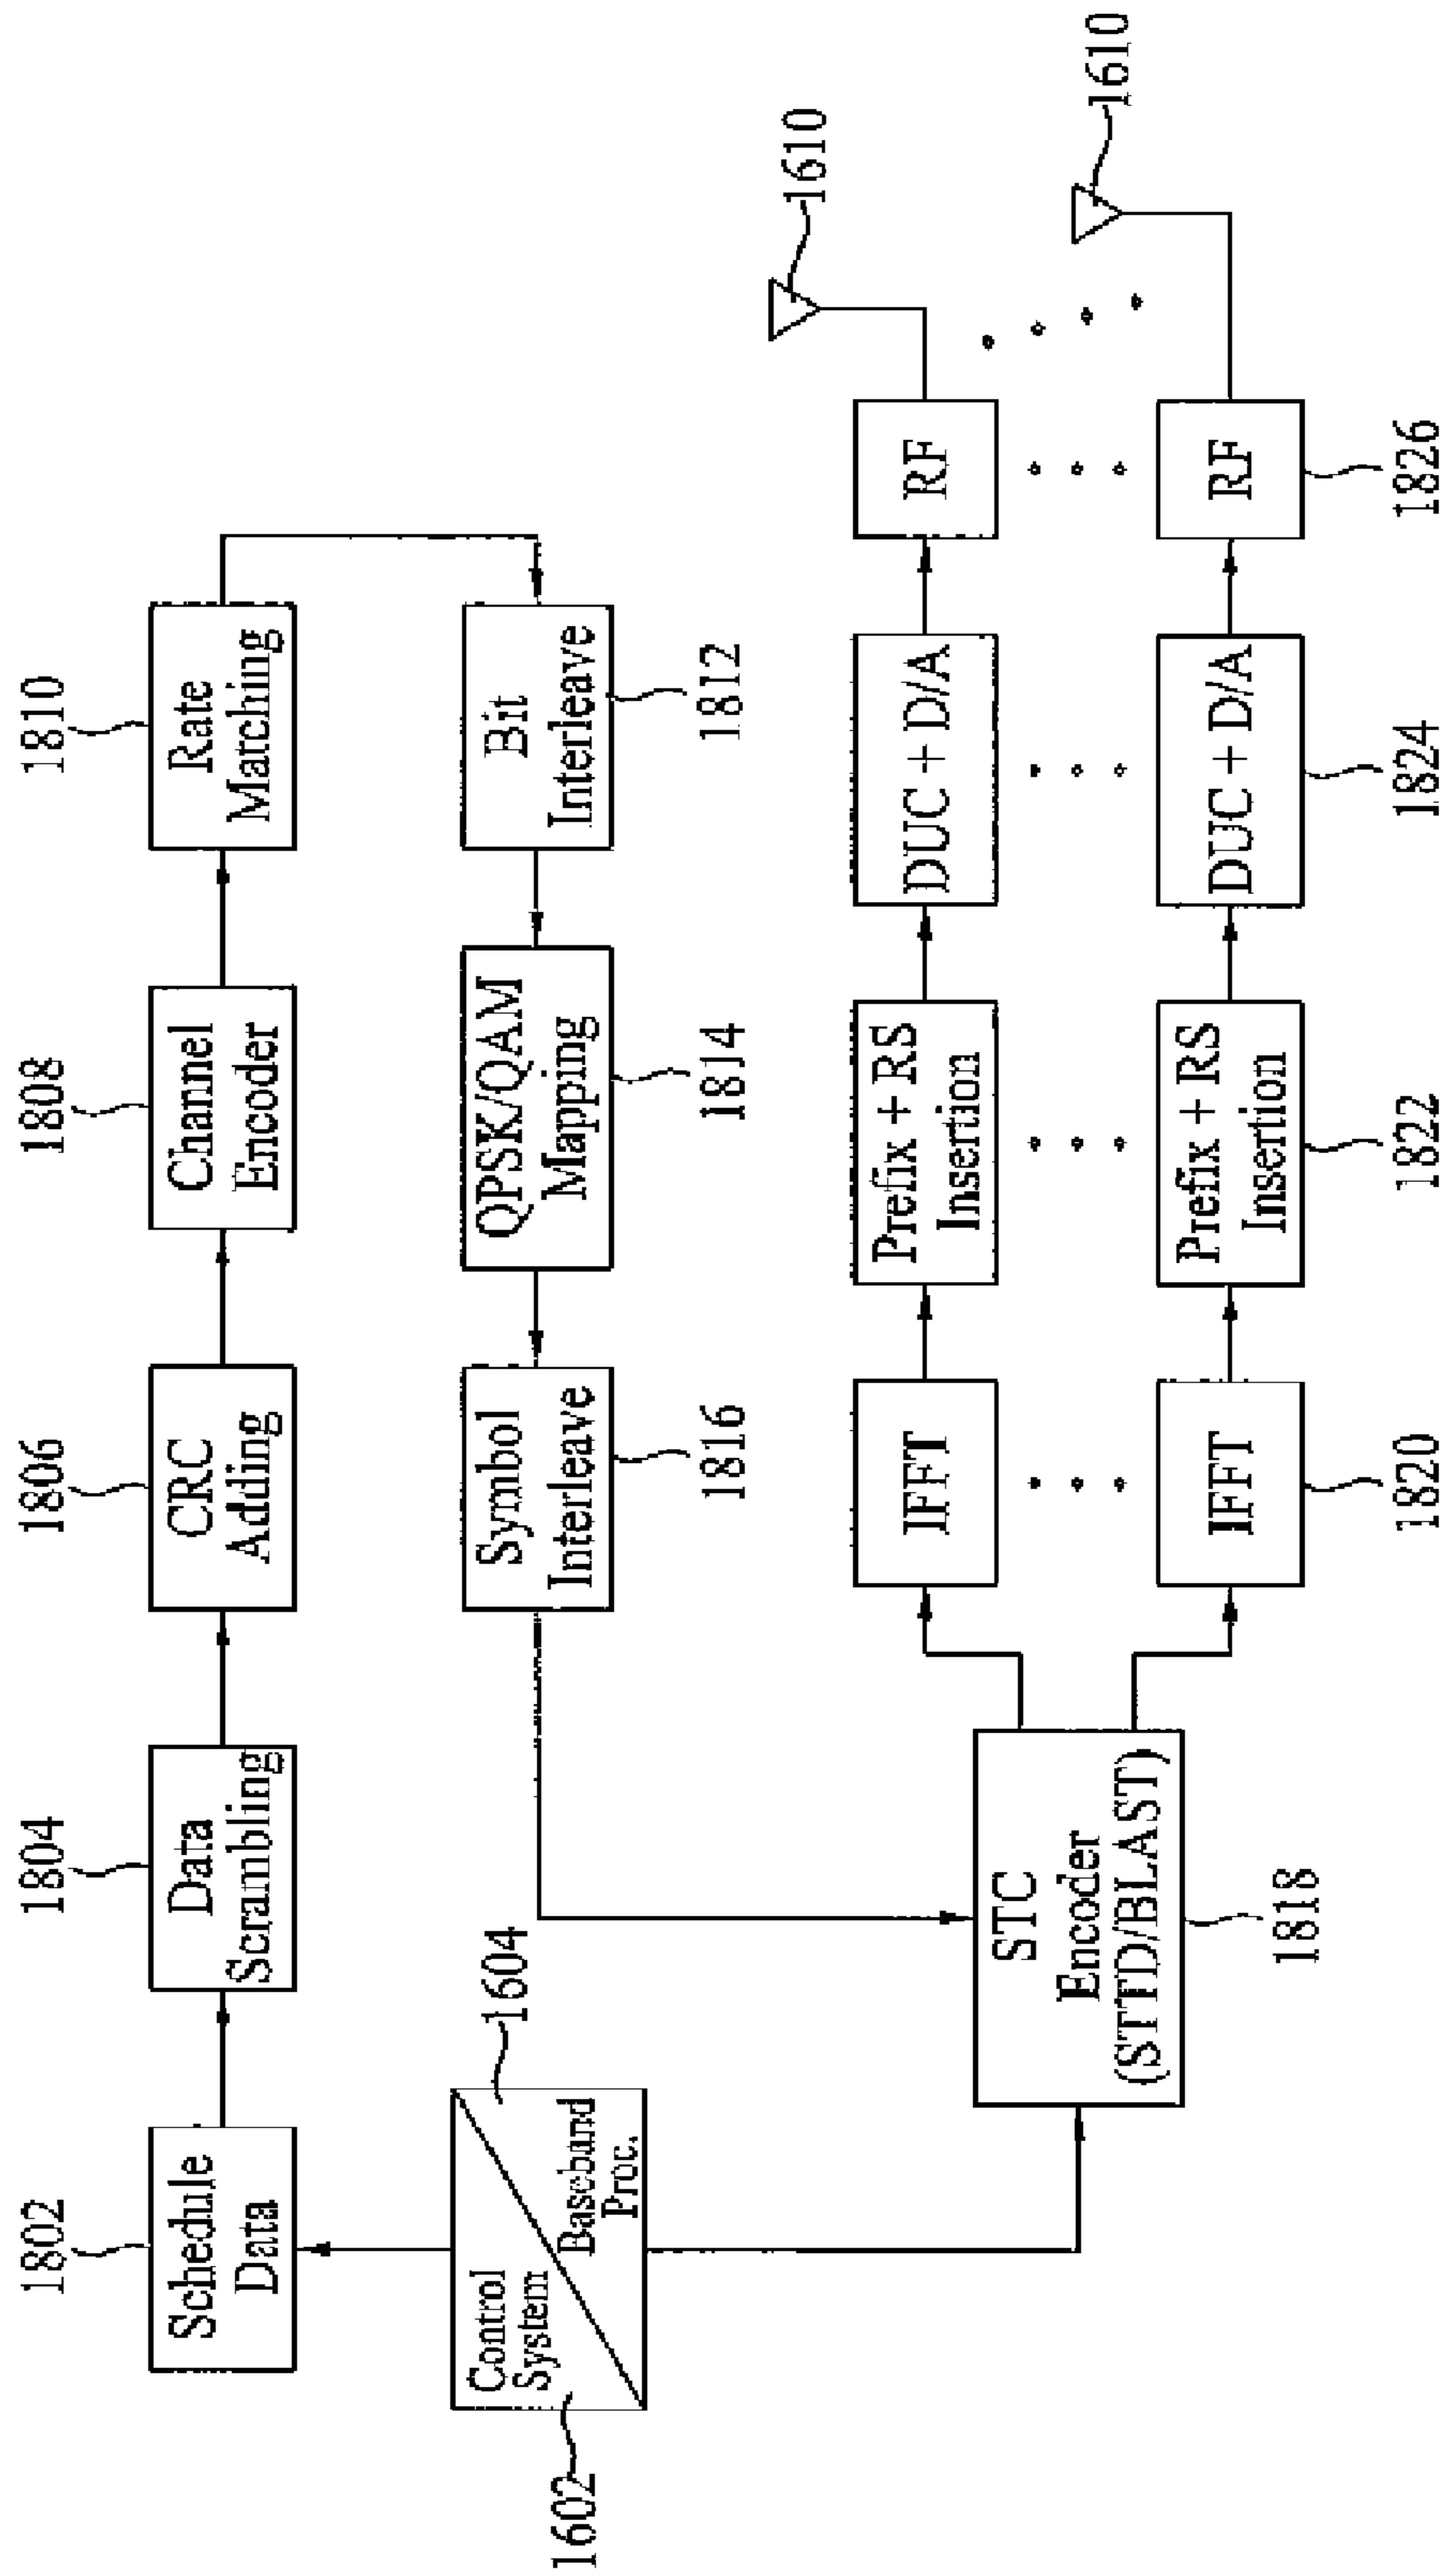 1802
1804
1806
1808
1810
Schedule
Data
Data
Scrambling
CRC
Adding
Channel
Encoder
Rate
Matching
1602
Control
System
Baseband
Proc.
1604
Symbol
Interleave
1816
QPSK/QAM
Mapping
1814
Bit
Interleave
1812
STC
Encoder
(STTD/BLAST)
1818
IFFT
Prefix + RS
Insertion
DUC + D/A
RF
1610
1610
IFFT
Prefix + RS
Insertion
DUC + D/A
RF
1820
1822
1824
1826